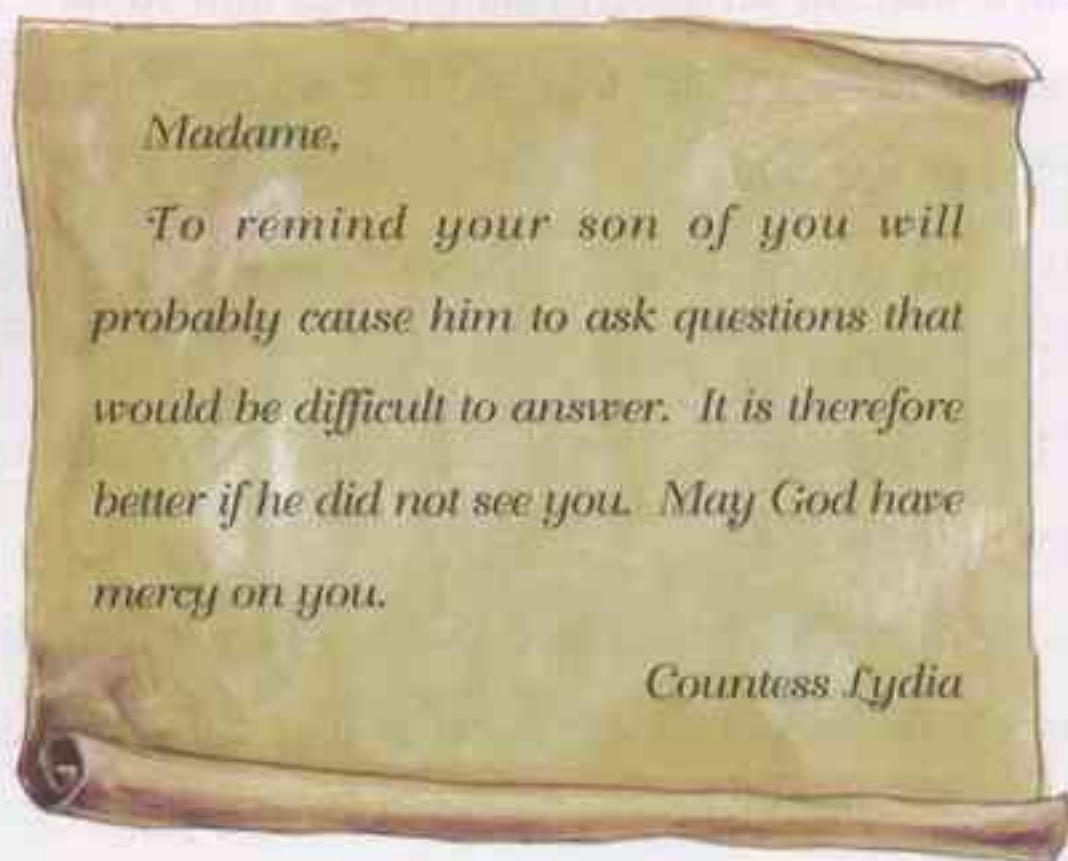 Madame,
To remind your son of you will
probably cause him to ask questions that
would be difficult to answer. It is therefore
better if he did not see you. May God have
mercy on you.
Countess Lydia